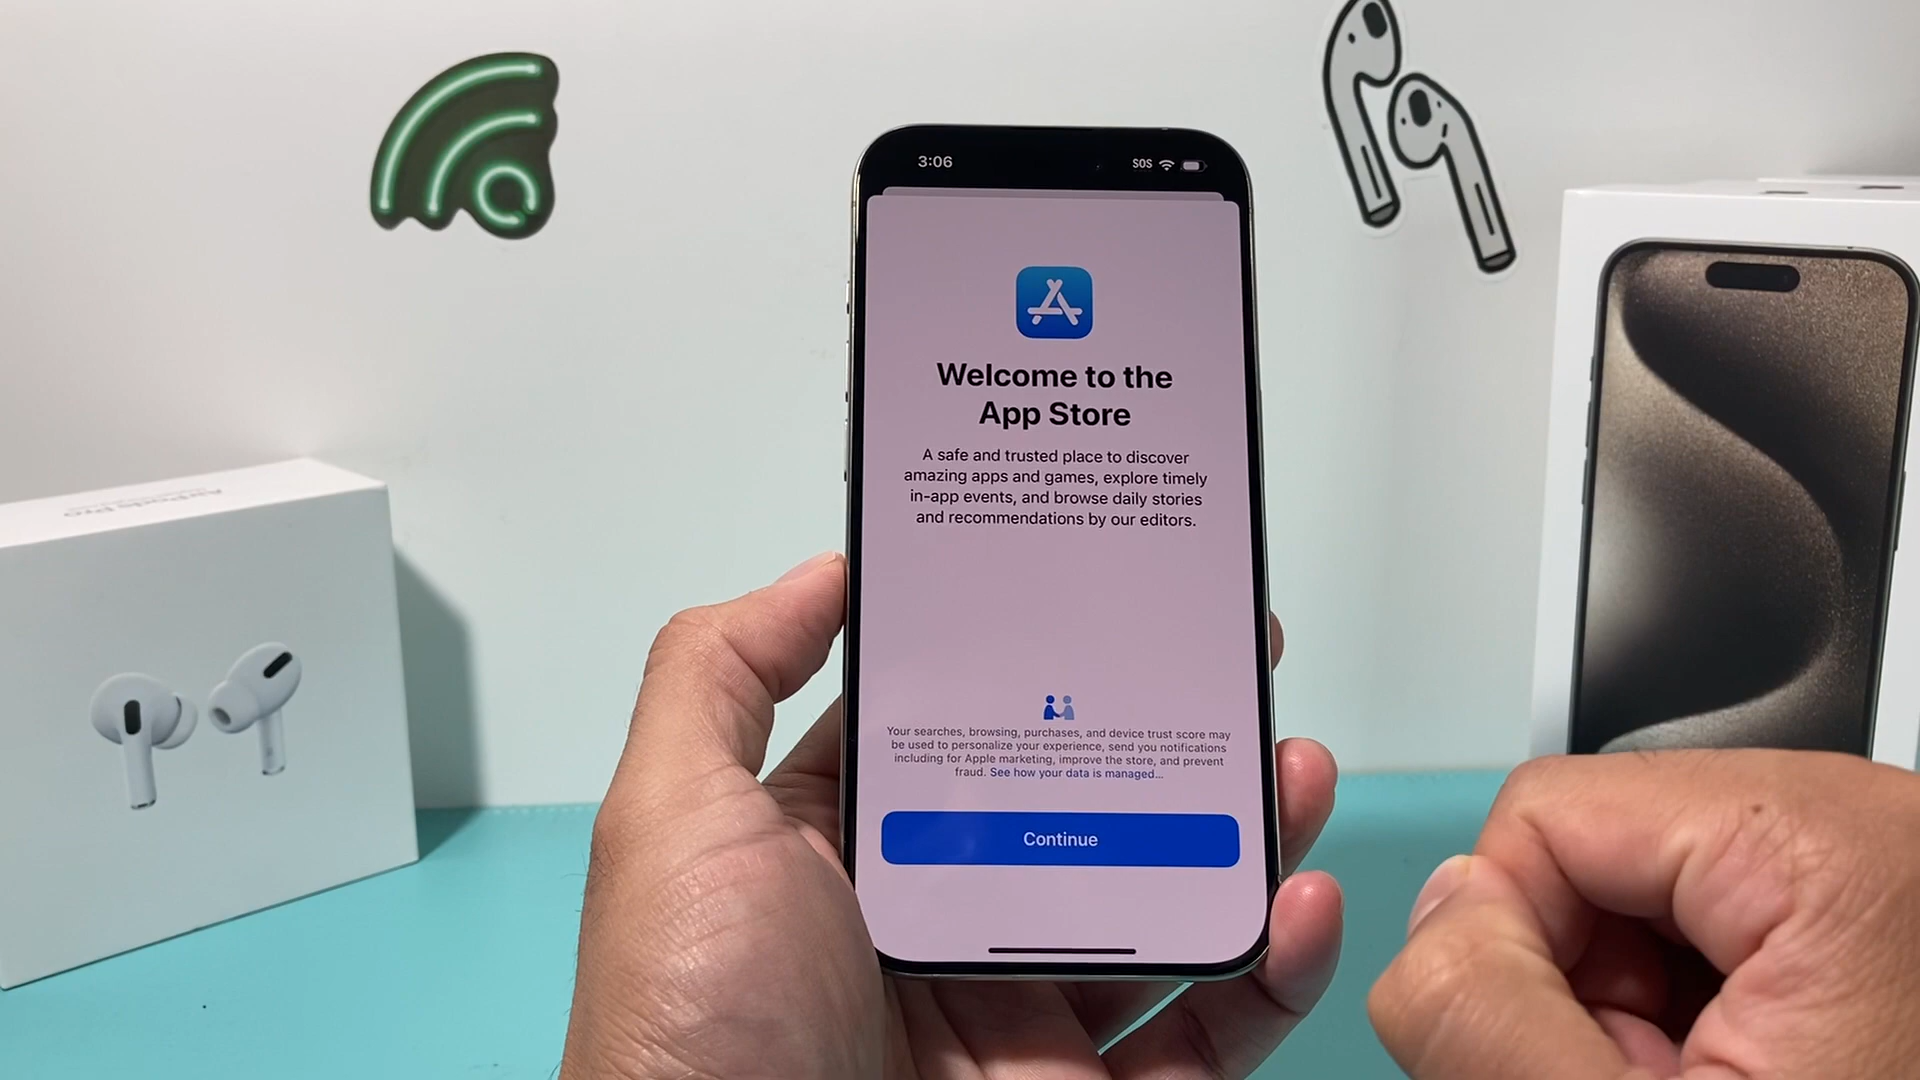 3:06
SOS
Welcome to the
App Store
A safe and trusted place to discover
amazing apps and games, explore timely
in-app events, and browse daily stories
and recommendations by our editors.
Your searches, browsing, purchases, and device trust score may
be used to personalize your experience, send you notifications
including for Apple marketing, improve the store, and prevent
fraud. See how your data is managed...
Continue
AirPods Pro